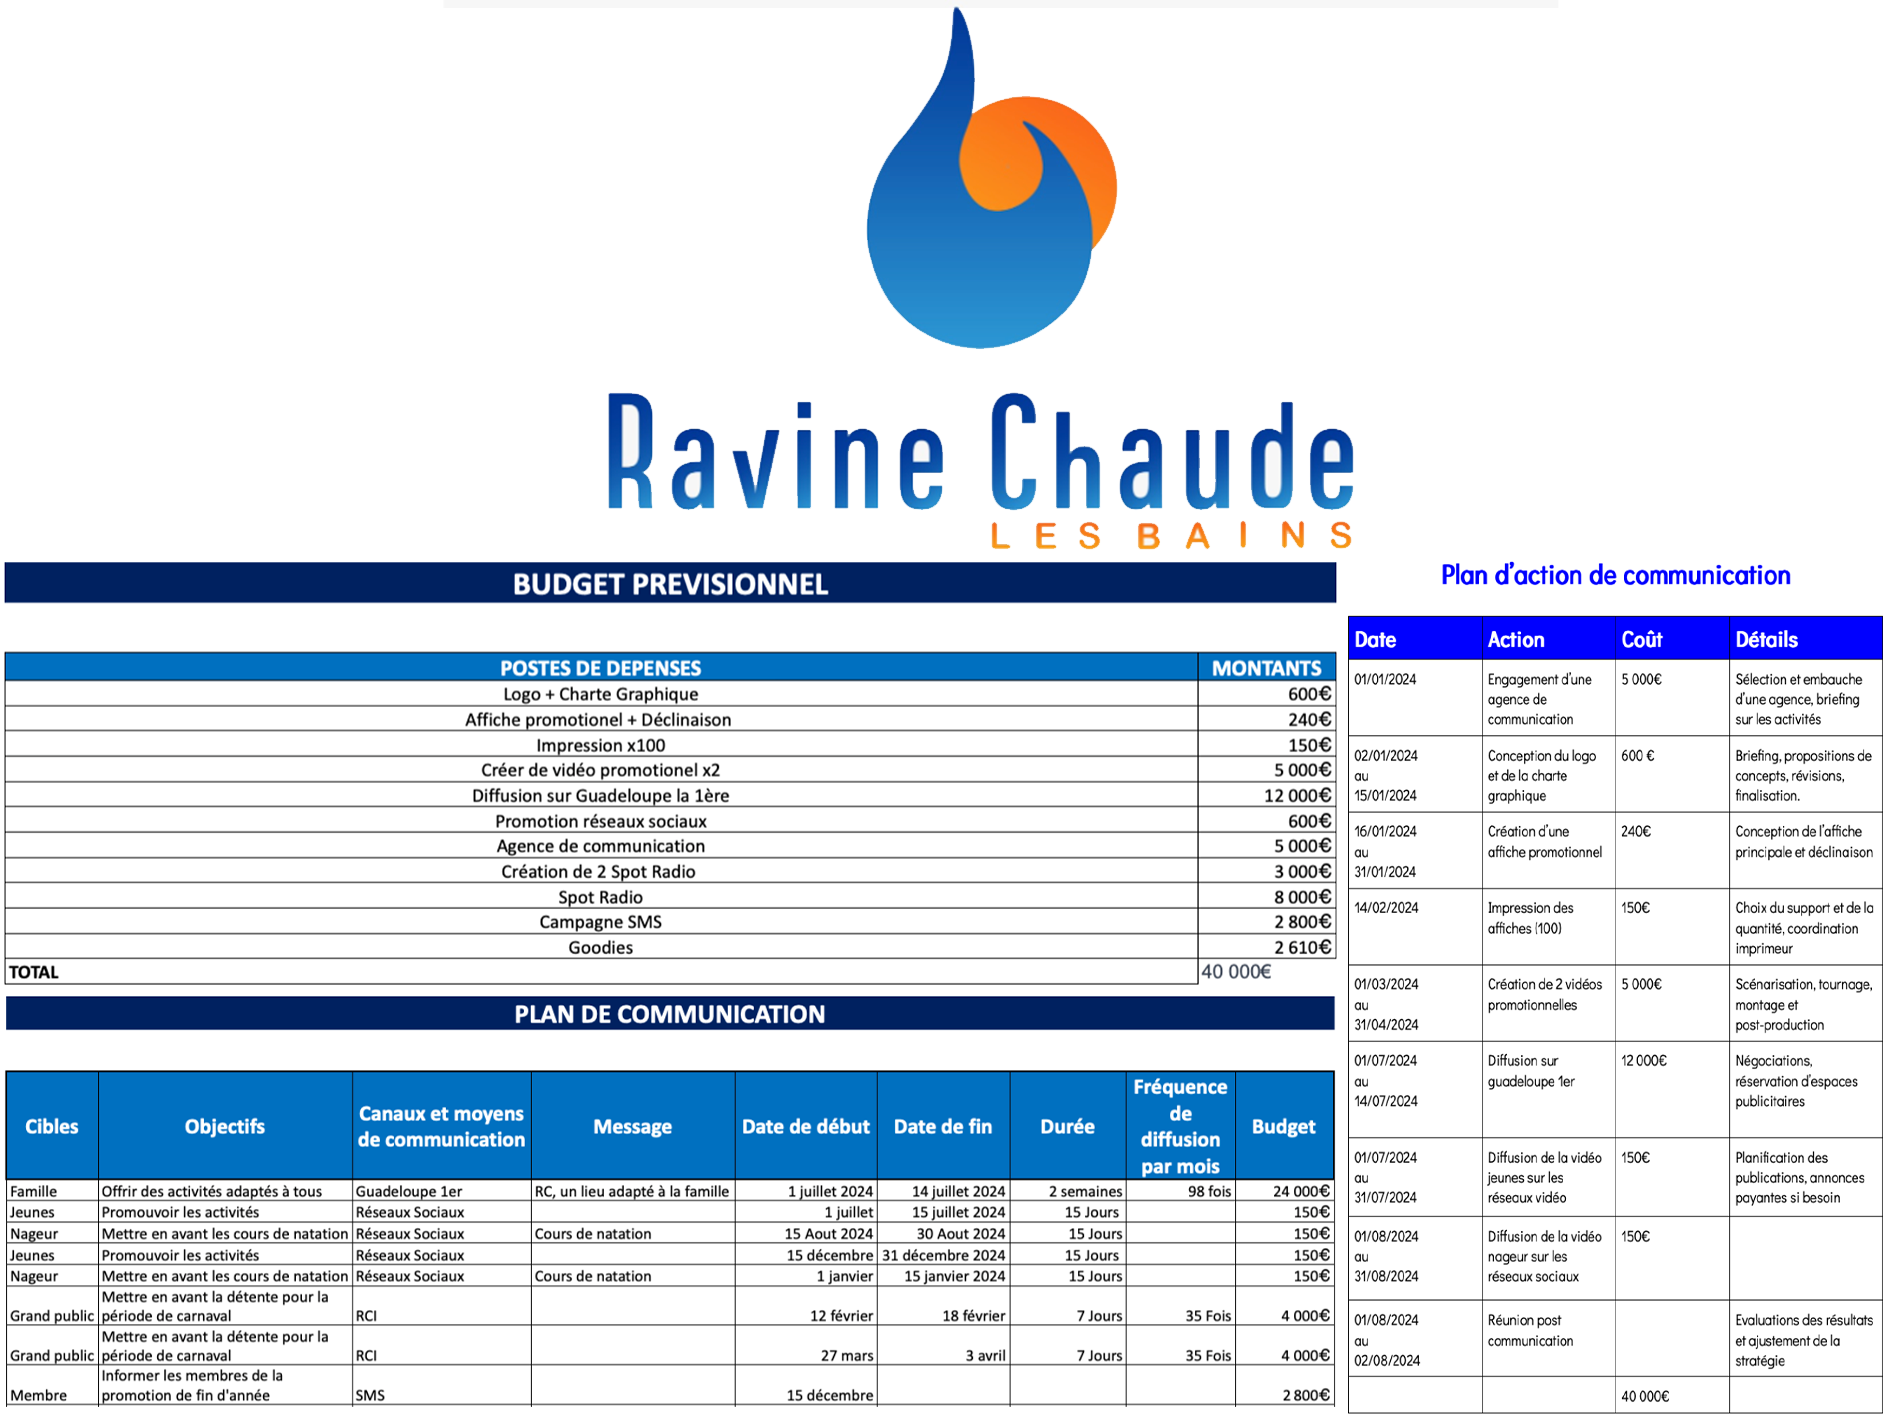 Ravine Chaude
LES BAINS
BUDGET PREVISIONNEL
POSTES DE DEPENSES MONTANTS
Logo + Charte Graphique 600€
Affiche promotionel + Déclinaison 240€
Impression x100 150€
Créer de vidéo promotionel x2 5 000€
Diffusion sur Guadeloupe la 1ère 12 000€
Promotion réseaux sociaux 600€
Agence de communication 5 000€
Création de 2 Spot Radio 3 000€
Spot Radio 8 000€
Campagne SMS 2 800€
Goodies 2 610€
TOTAL 40 000€
PLAN DE COMMUNICATION
Cibles Objectifs Canaux et moyens de communication Message Date de début Date de fin Durée Fréquence de diffusion par mois Budget
Famille Offrir des activités adaptés à tous Guadeloupe 1er RC, un lieu adapté à la famille 1 juillet 2024 14 juillet 2024 2 semaines 98 fois 24 000€
Jeunes Promouvoir les activités Réseaux Sociaux 1 juillet 15 juillet 2024 15 Jours 150€
Nageur Mettre en avant les cours de natation Réseaux Sociaux Cours de natation 15 Aout 2024 30 Aout 2024 15 Jours 150€
Jeunes Promouvoir les activités Réseaux Sociaux 15 décembre 31 décembre 2024 15 Jours 150€
Nageur Mettre en avant les cours de natation Réseaux Sociaux Cours de natation 1 janvier 15 janvier 2024 15 Jours 150€
Grand public Mettre en avant la détente pour la période de carnaval RCI 12 février 18 février 7 Jours 35 Fois 4 000€
Grand public Mettre en avant la détente pour la période de carnaval RCI 27 mars 3 avril 7 Jours 35 Fois 4 000€
Membre Informer les membres de la promotion de fin d'année SMS 15 décembre 2 800€
Plan d'action de communication
Date Action Coût Détails
01/01/2024 Engagement d'une agence de communication 5 000€ Sélection et embauche d'une agence, briefing sur les activités
02/01/2024 au 15/01/2024 Conception du logo et de la charte graphique 600 € Briefing, propositions de concepts, révisions, finalisation.
16/01/2024 au 31/01/2024 Création d'une affiche promotionnel 240€ Conception de l'affiche principale et déclinaison
14/02/2024 Impression des affiches (100) 150€ Choix du support et de la quantité, coordination imprimeur
01/03/2024 au 31/04/2024 Création de 2 vidéos promotionnelles 5 000€ Scénarisation, tournage, montage et post-production
01/07/2024 au 14/07/2024 Diffusion sur guadeloupe 1er 12 000€ Négociations, réservation d'espaces publicitaires
01/07/2024 au 31/07/2024 Diffusion de la vidéo jeunes sur les réseaux vidéo 150€ Planification des publications, annonces payantes si besoin
01/08/2024 au 31/08/2024 Diffusion de la vidéo nageur sur les réseaux sociaux 150€
01/08/2024 au 02/08/2024 Réunion post communication Evaluations des résultats et ajustement de la stratégie
40 000€